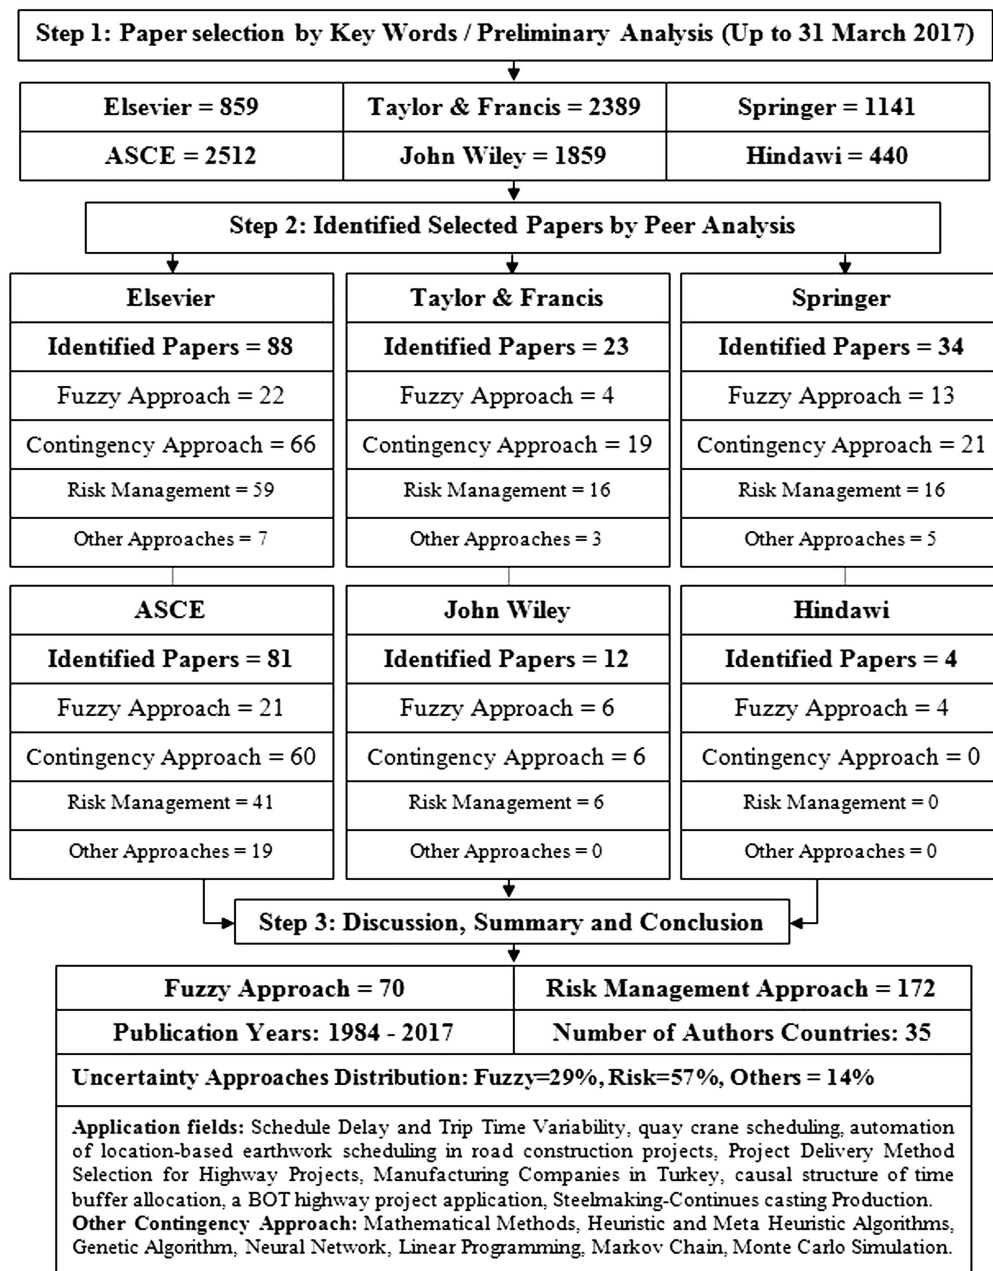 Step 1: Paper selection by Key Words / Preliminary Analysis (Up to 31 March 2017)
Elsevier = 859
Taylor & Francis = 2389
Springer = 1141
ASCE = 2512
John Wiley = 1859
Hindawi = 440
Step 2: Identified Selected Papers by Peer Analysis
Elsevier
Identified Papers = 88
Fuzzy Approach = 22
Contingency Approach = 66
Risk Management = 59
Other Approaches = 7
Taylor & Francis
Identified Papers = 23
Fuzzy Approach = 4
Contingency Approach = 19
Risk Management = 16
Other Approaches = 3
Springer
Identified Papers = 34
Fuzzy Approach = 13
Contingency Approach = 21
Risk Management = 16
Other Approaches = 5
ASCE
Identified Papers = 81
Fuzzy Approach = 21
Contingency Approach = 60
Risk Management = 41
Other Approaches = 19
John Wiley
Identified Papers = 12
Fuzzy Approach = 6
Contingency Approach = 6
Risk Management = 6
Other Approaches = 0
Hindawi
Identified Papers = 4
Fuzzy Approach = 4
Contingency Approach = 0
Risk Management = 0
Other Approaches = 0
Step 3: Discussion, Summary and Conclusion
Fuzzy Approach = 70
Risk Management Approach = 172
Publication Years: 1984 - 2017
Number of Authors Countries: 35
Uncertainty Approaches Distribution: Fuzzy=29%, Risk=57%, Others = 14%
Application fields: Schedule Delay and Trip Time Variability, quay crane scheduling, automation
of location-based earthwork scheduling in road construction projects, Project Delivery Method
Selection for Highway Projects, Manufacturing Companies in Turkey, causal structure of time
buffer allocation, a BOT highway project application, Steelmaking-Continues casting Production.
Other Contingency Approach: Mathematical Methods, Heuristic and Meta Heuristic Algorithms,
Genetic Algorithm, Neural Network, Linear Programming, Markov Chain, Monte Carlo Simulation.